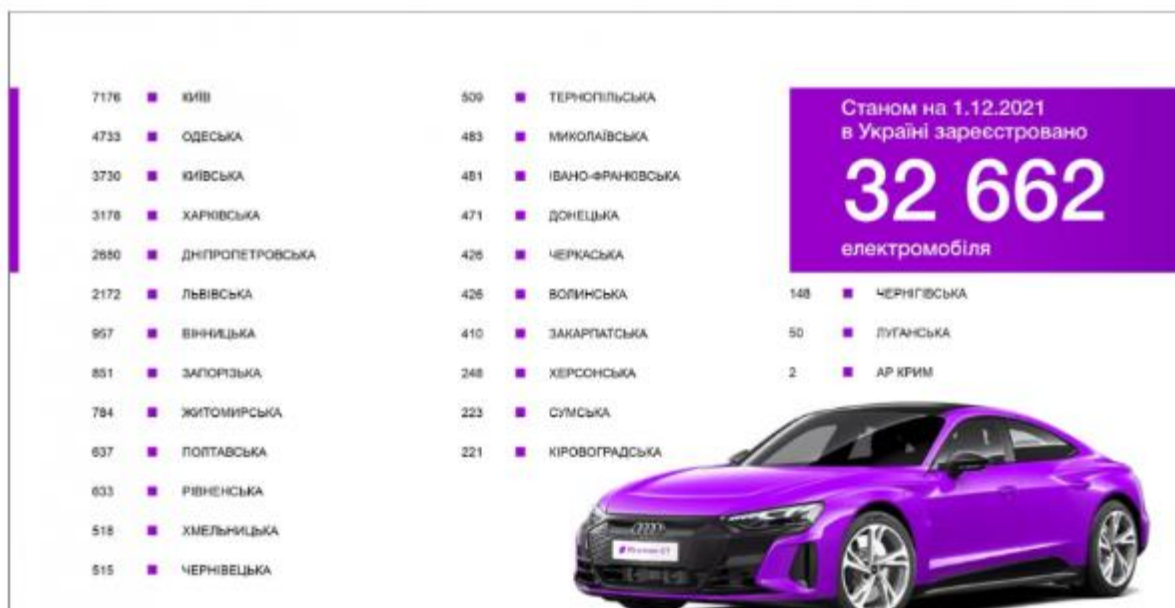 7176 КИЇВ
4733 ОДЕСЬКА
3730 КИЇВСЬКА
3178 ХАРКІВСЬКА
2680 ДНІПРОПЕТРОВСЬКА
2172 ЛЬВІВСЬКА
957 ВІННИЦЬКА
851 ЗАПОРІЗЬКА
784 ЖИТОМИРСЬКА
637 ПОЛТАВСЬКА
633 РІВНЕНСЬКА
518 ХМЕЛЬНИЦЬКА
515 ЧЕРНІВЕЦЬКА
509 ТЕРНОПІЛЬСЬКА
483 МИКОЛАЇВСЬКА
481 ІВАНО-ФРАНКІВСЬКА
471 ДОНЕЦЬКА
426 ЧЕРКАСЬКА
426 ВОЛИНСЬКА
410 ЗАКАРПАТСЬКА
248 ХЕРСОНСЬКА
223 СУМСЬКА
221 КІРОВОГРАДСЬКА
Станом на 1.12.2021
в Україні зареєстровано
32 662
електромобіля
148 ЧЕРНІГІВСЬКА
50 ЛУГАНСЬКА
2 АР КРИМ